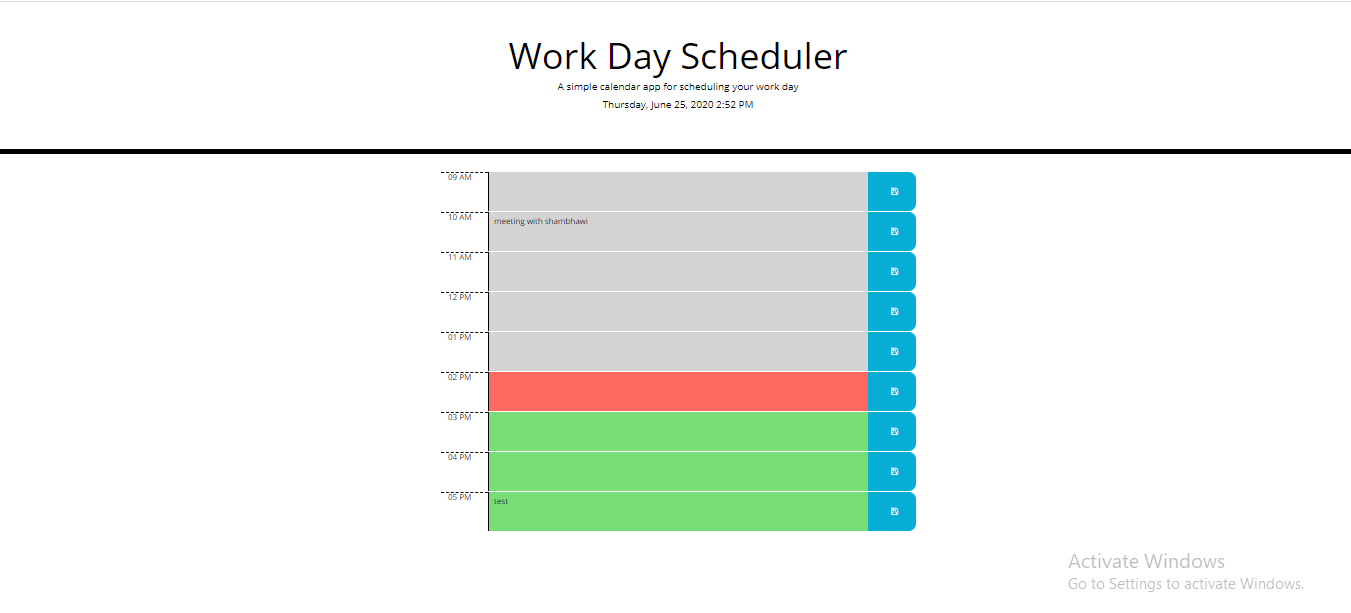 Work Day Scheduler
A simple calendar app for scheduling your work day
Thursday, June 25, 2020 2:52 PM
09 AM
10 AM meeting with shambhawi
11 AM
12 PM
01 PM
02 PM
03 PM
04 PM
05 PM test
Activate Windows
Go to Settings to activate Windows.